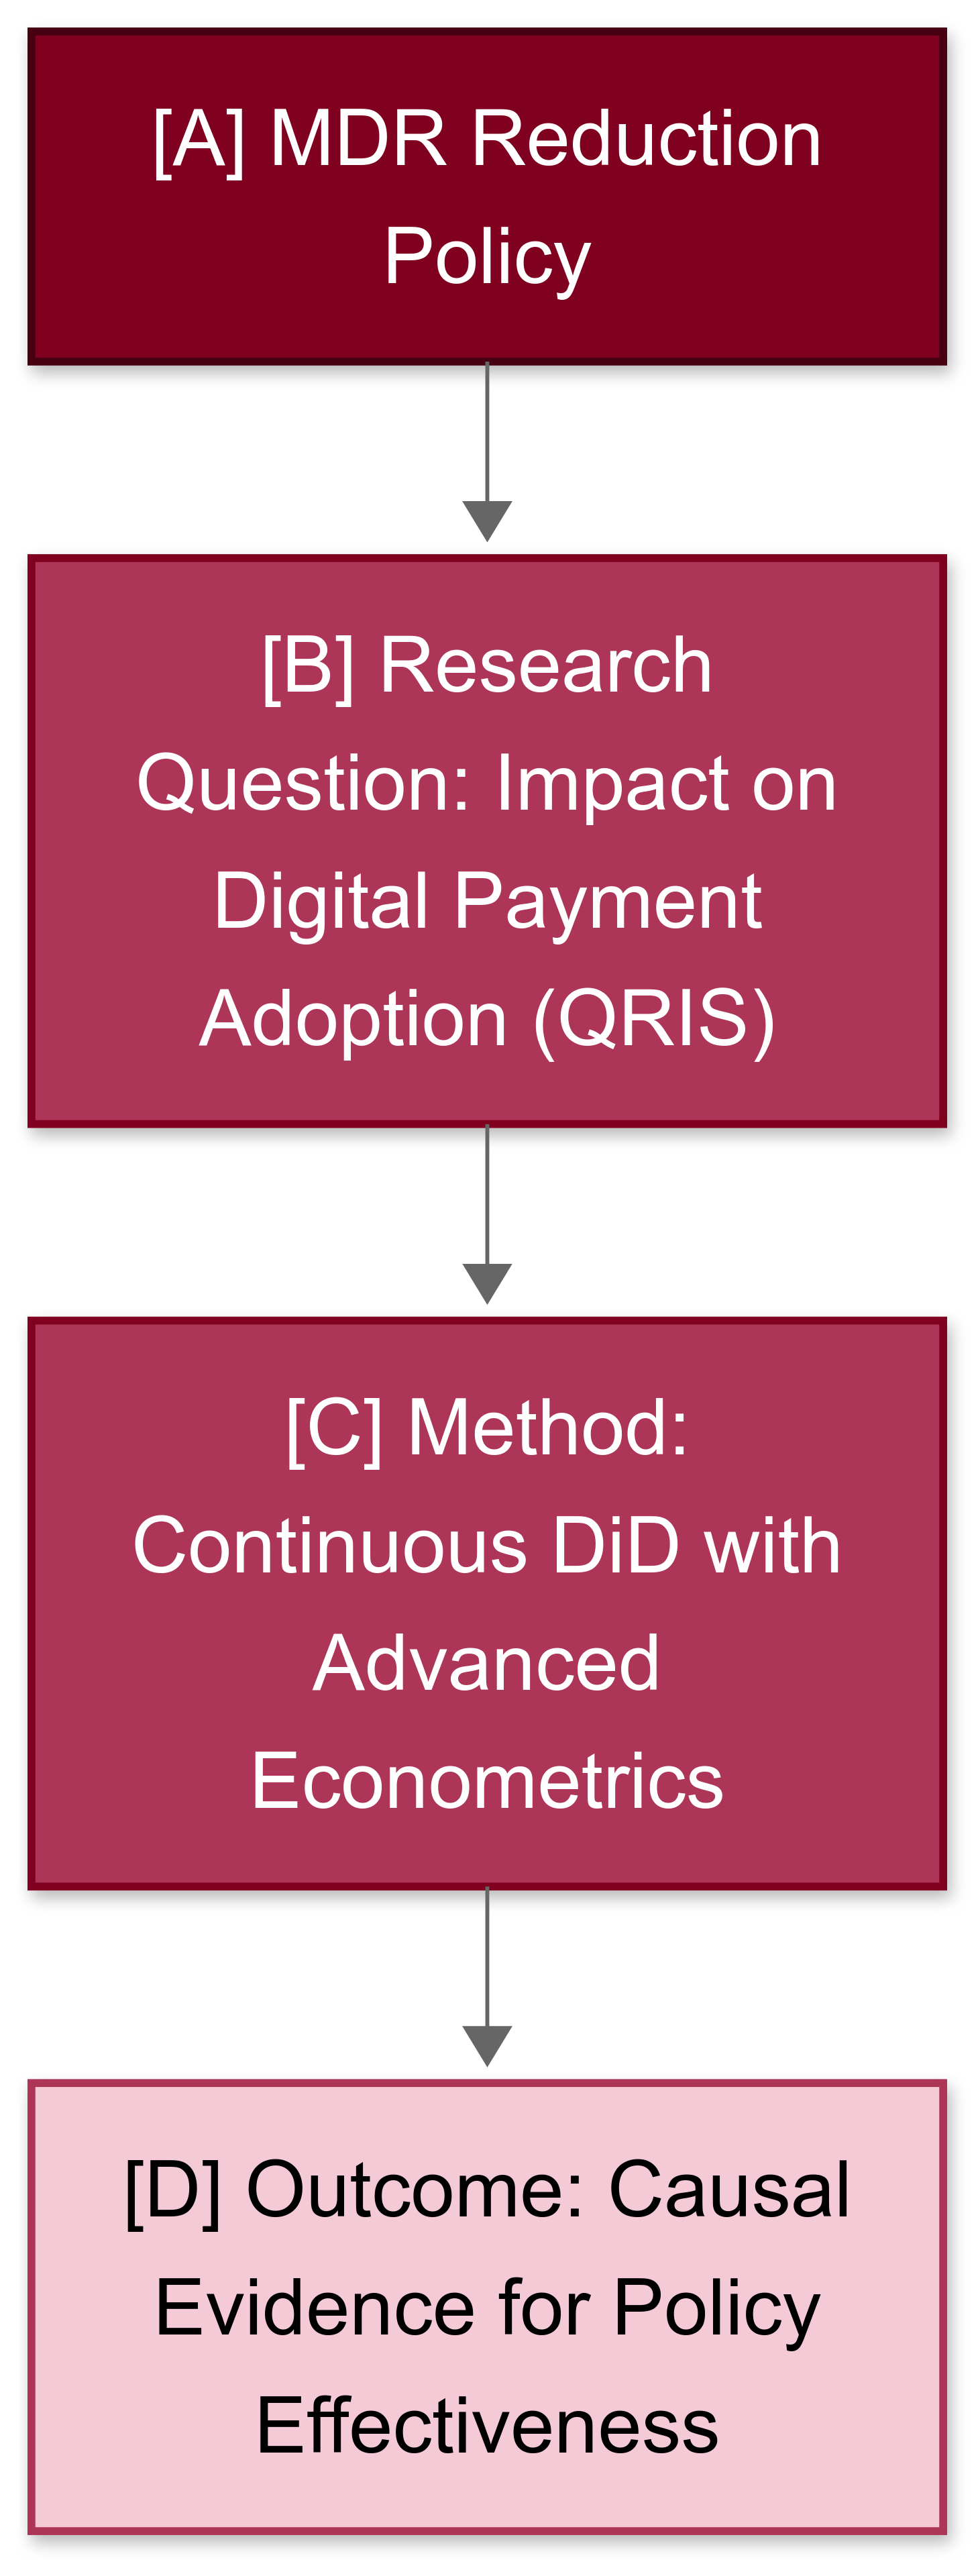 [A] MDR Reduction
Policy
[B] Research
Question: Impact on
Digital Payment
Adoption (QRIS)
[C] Method:
Continuous DiD with
Advanced
Econometrics
[D] Outcome: Causal
Evidence for Policy
Effectiveness